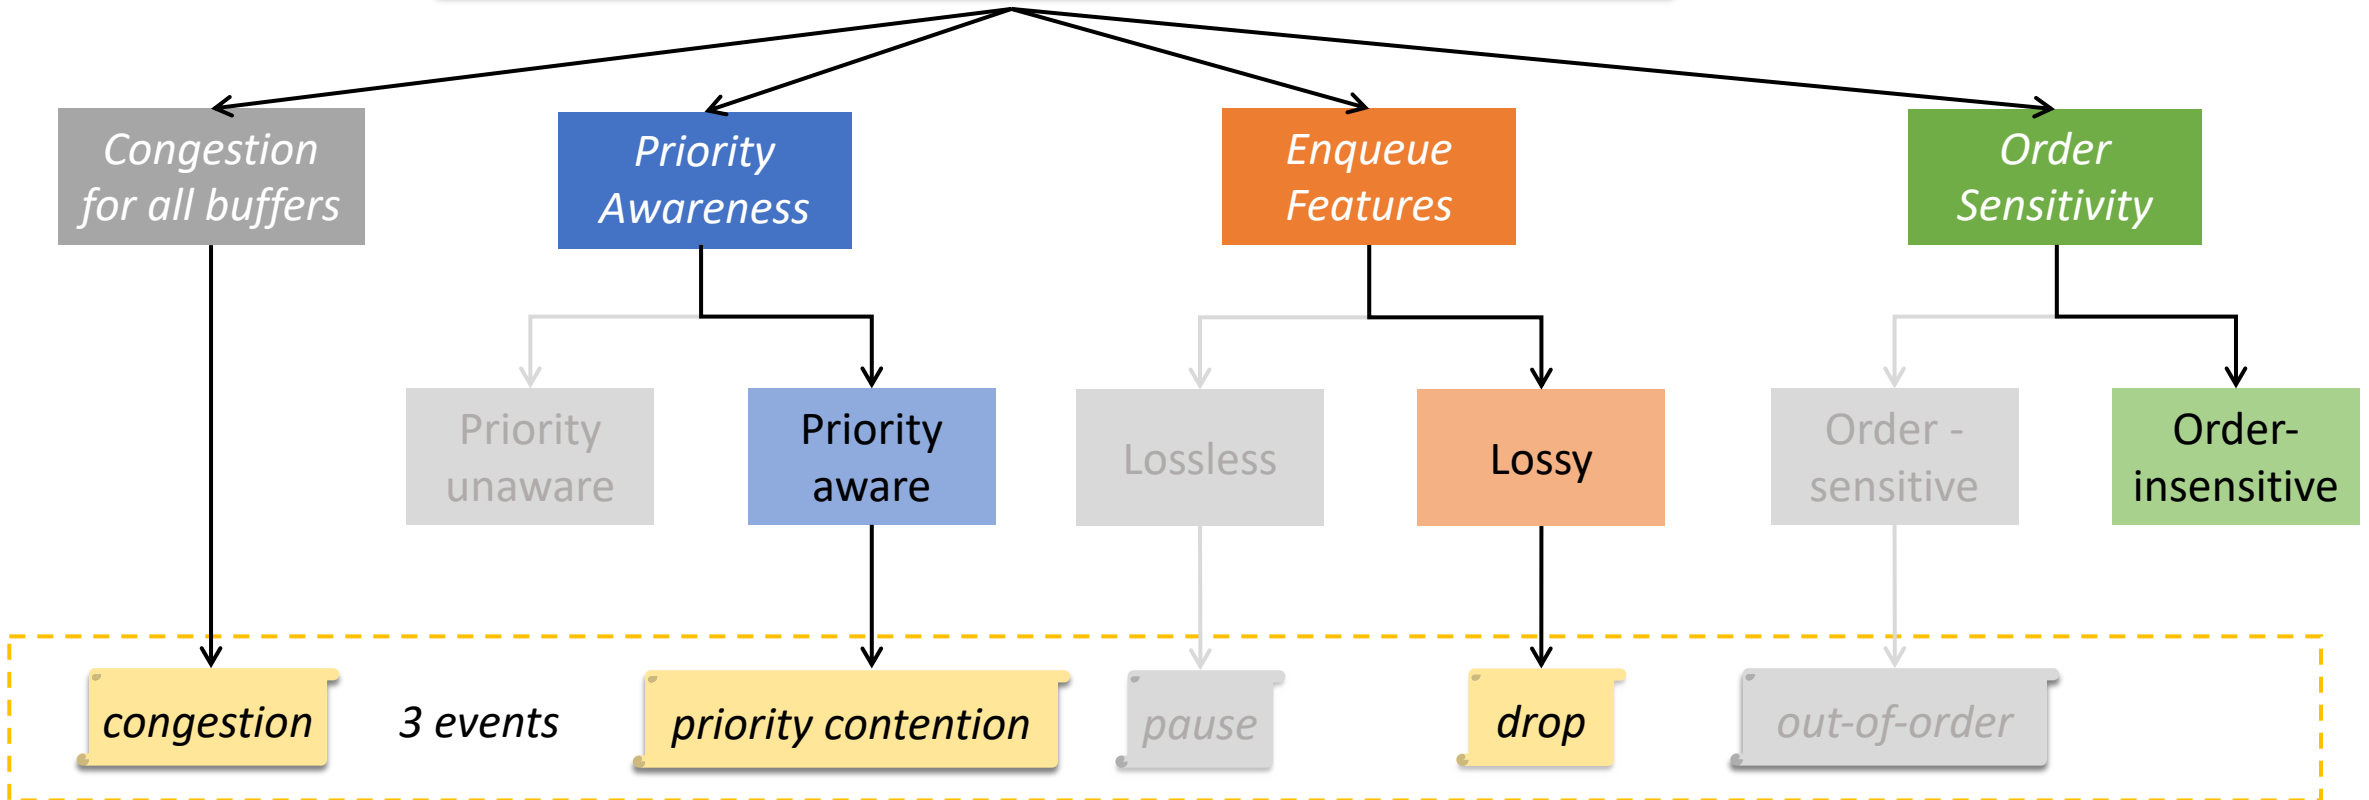 Congestion
for all buffers
Priority
Awareness
Enqueue
Features
Order
Sensitivity
Priority
unaware
Priority
aware
Lossless
Lossy
Order -
sensitive
Order-
insensitive
congestion
3 events
priority contention
pause
drop
out-of-order